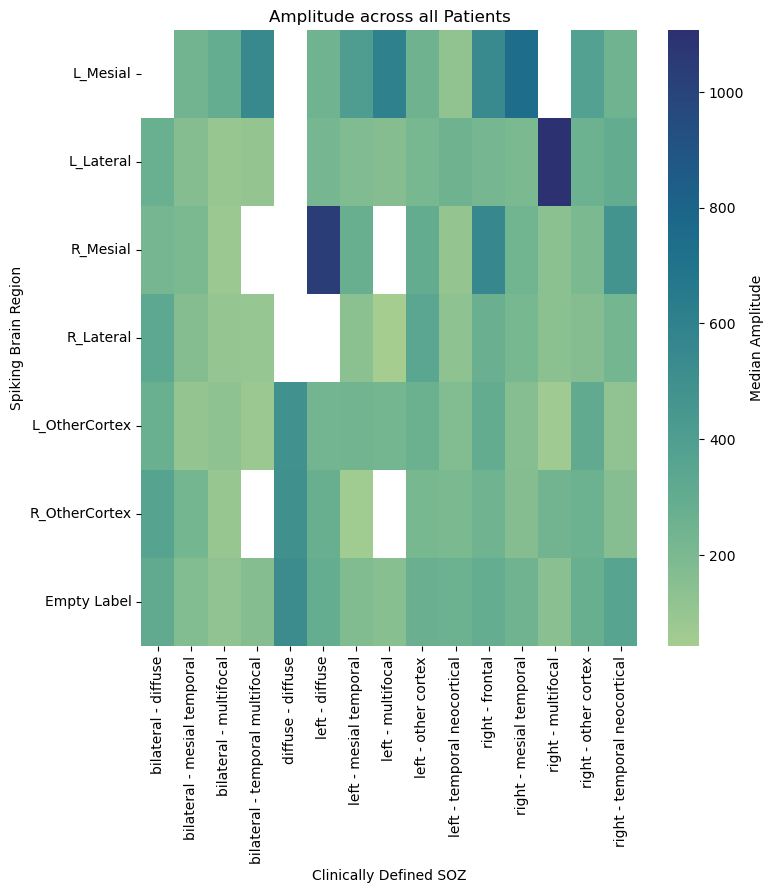 Amplitude across all Patients
Spiking Brain Region
L_Mesial
L_Lateral
R_Mesial
R_Lateral
L_OtherCortex
R_OtherCortex
Empty Label
bilateral - diffuse
bilateral - mesial temporal
bilateral - multifocal
bilateral - temporal multifocal
diffuse - diffuse
left - diffuse
left - mesial temporal
left - multifocal
left - other cortex
left - temporal neocortical
right - frontal
right - mesial temporal
right - multifocal
right - other cortex
right - temporal neocortical
Clinically Defined SOZ
1000
800
600
400
200
Median Amplitude